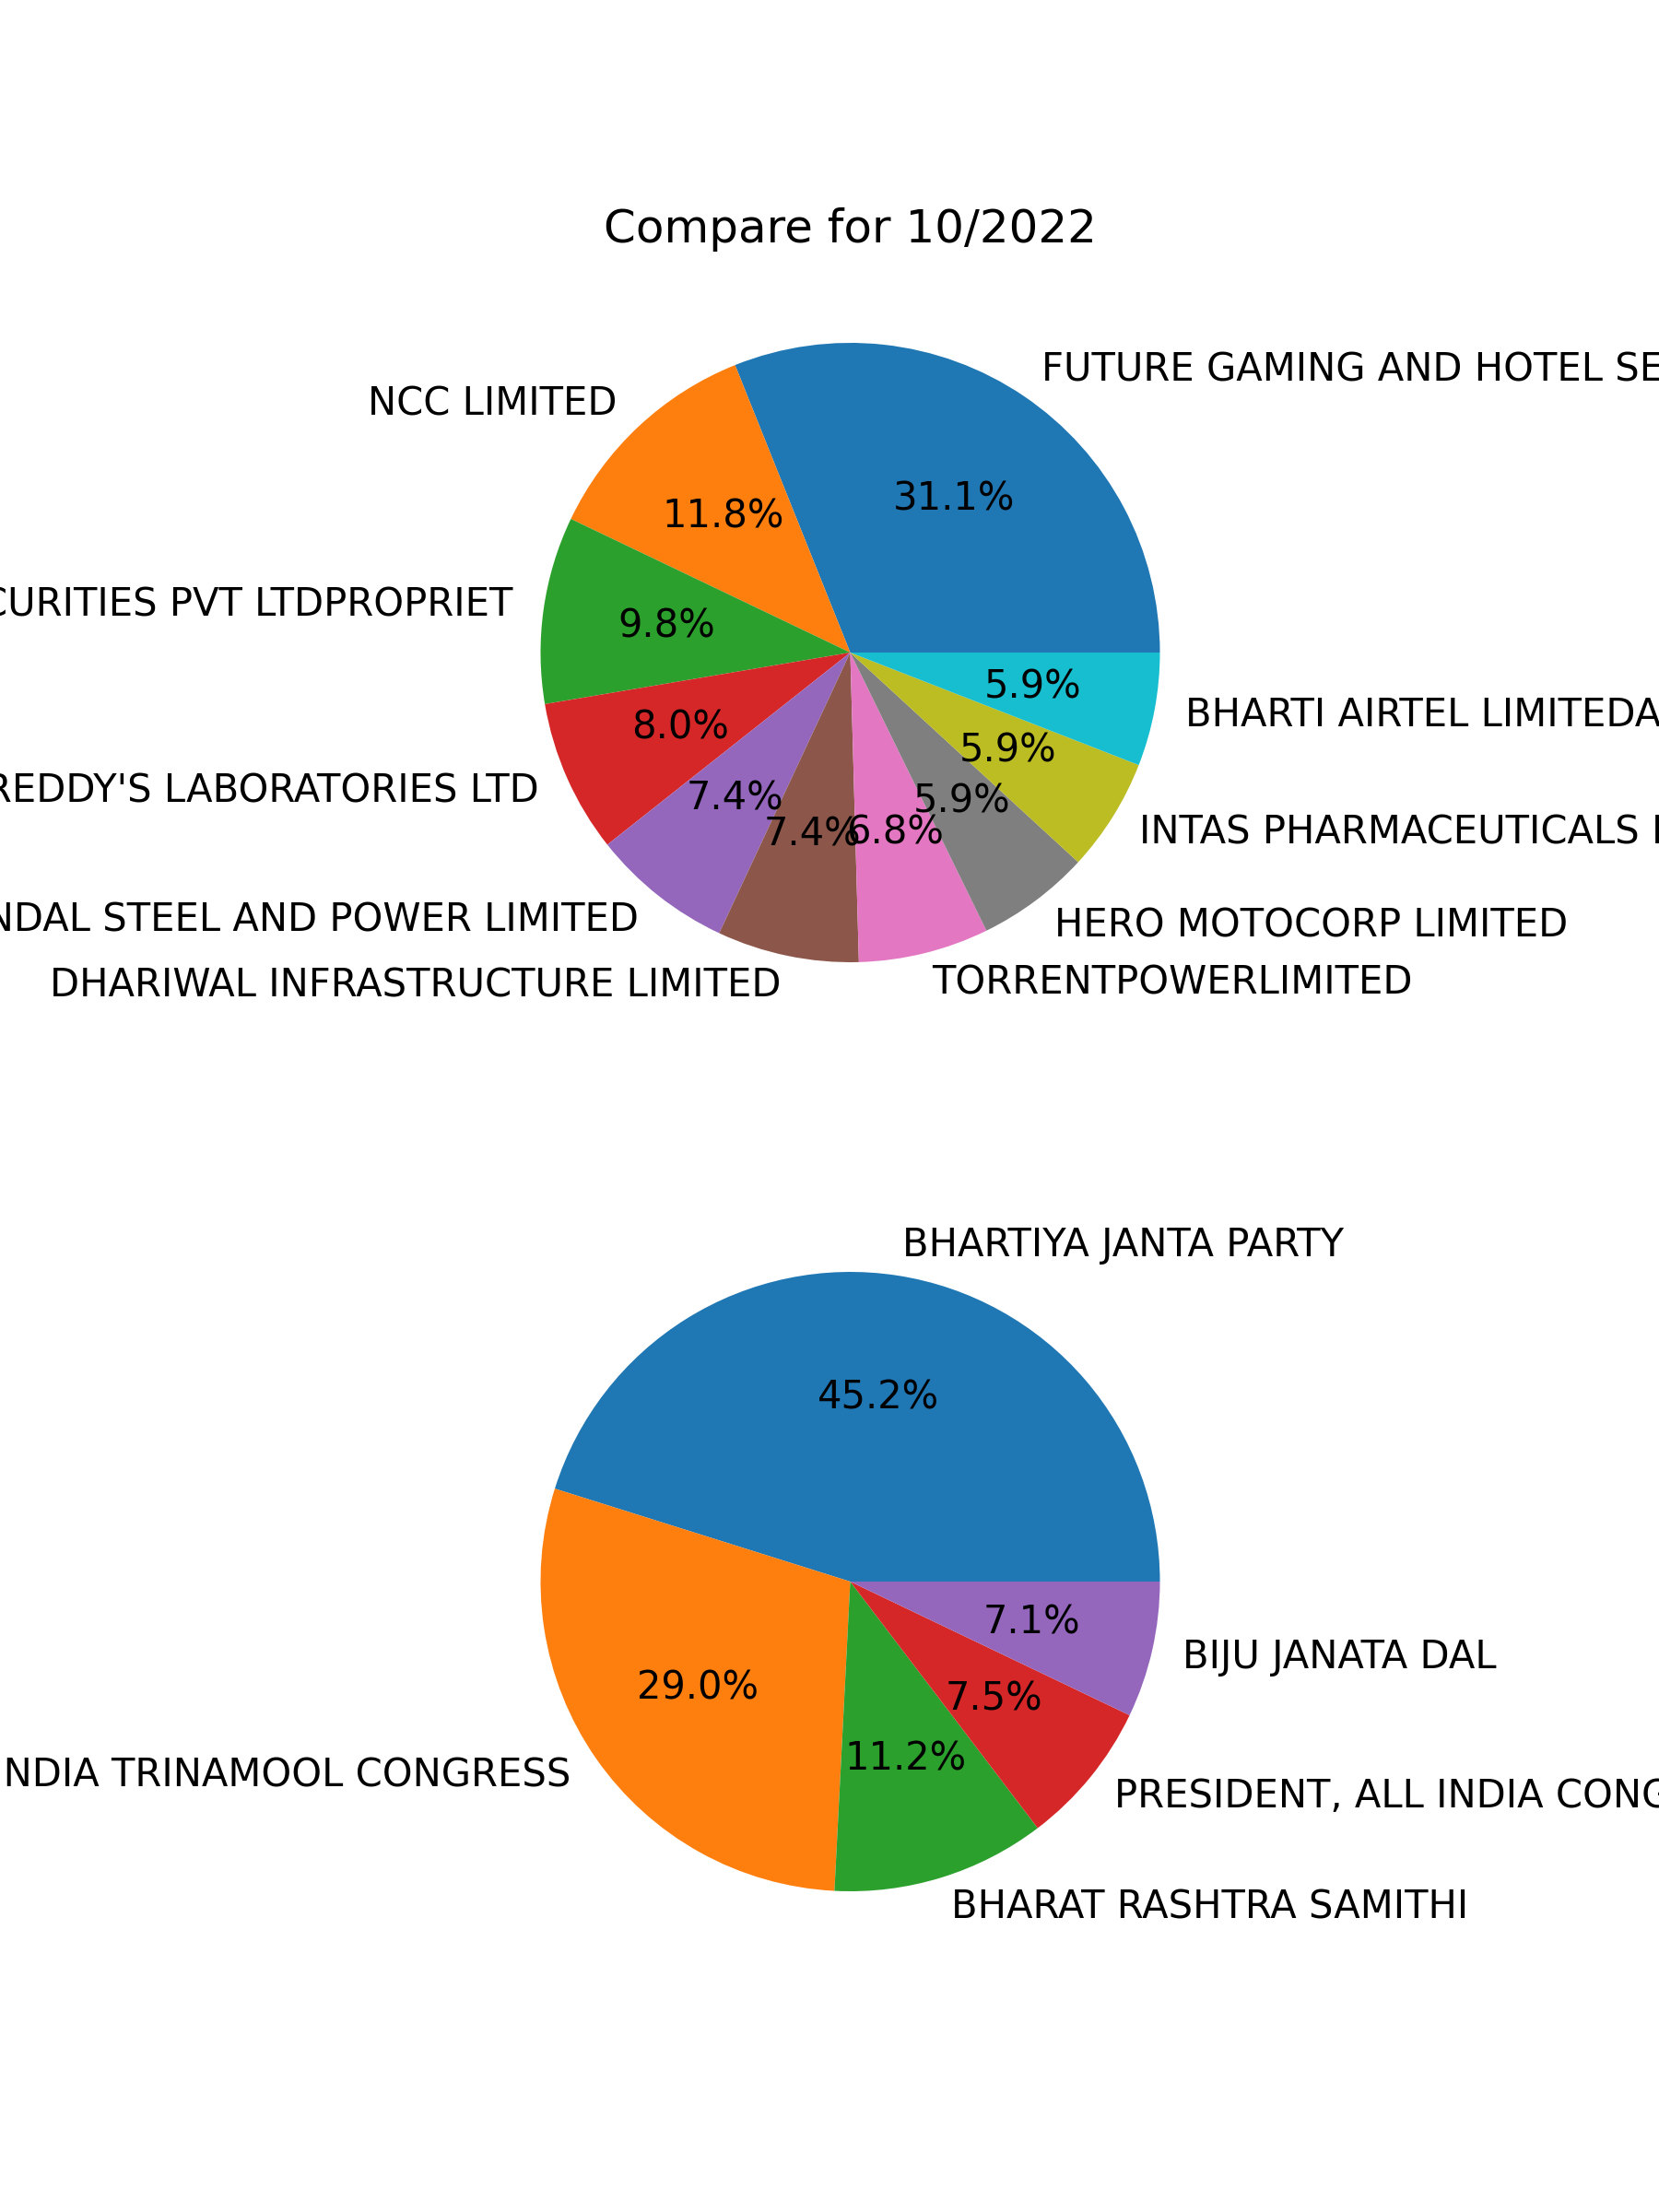 Compare for 10/2022
FUTURE GAMING AND HOTEL SE
NCC LIMITED
31.1%
11.8%
CURITIES PVT LTDPROPRIET
9.8%
5.9%
BHARTI AIRTEL LIMITEDA
8.0%
5.9%
REDDY'S LABORATORIES LTD
7.4%
5.9%
7.4%
6.8%
INTAS PHARMACEUTICALS
NDAL STEEL AND POWER LIMITED
HERO MOTOCORP LIMITED
DHARIWAL INFRASTRUCTURE LIMITED
TORRENTPOWERLIMITED
BHARTIYA JANTA PARTY
45.2%
7.1%
BIJU JANATA DAL
29.0%
7.5%
11.2%
NDIA TRINAMOOL CONGRESS
PRESIDENT, ALL INDIA CONG
BHARAT RASHTRA SAMITHI